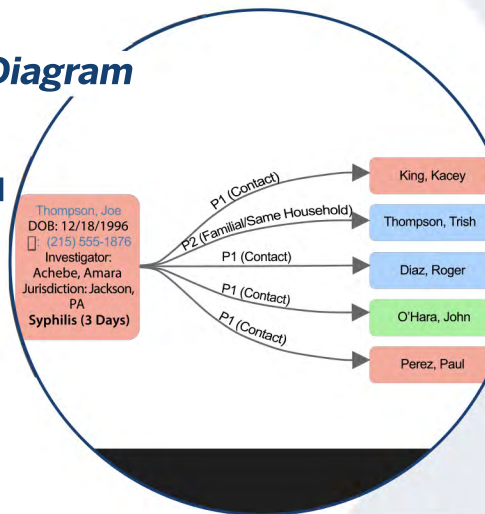 Diagram
Thompson, Joe
DOB: 12/18/1996
: (215) 555-1876
Investigator:
Achebe, Amara
Jurisdiction: Jackson,
PA
Syphilis (3 Days)
P1 (Contact)
P2 (Familial/Same Household)
P1 (Contact)
P1 (Contact)
P1 (Contact)
King, Kacey
Thompson, Trish
Diaz, Roger
O'Hara, John
Perez, Paul